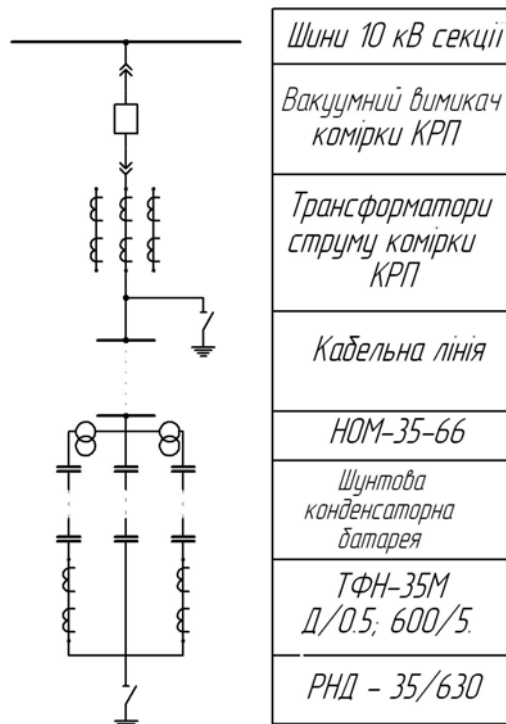 Шини 10 кВ секції
Вакуумний вимикач
комірки КРП
Трансформатори
струму комірки
КРП
Кабельна лінія
НОМ-35-66
Шунтова
конденсаторна
батарея
ТФН-35М
Д/0.5; 600/5.
РНД - 35/630